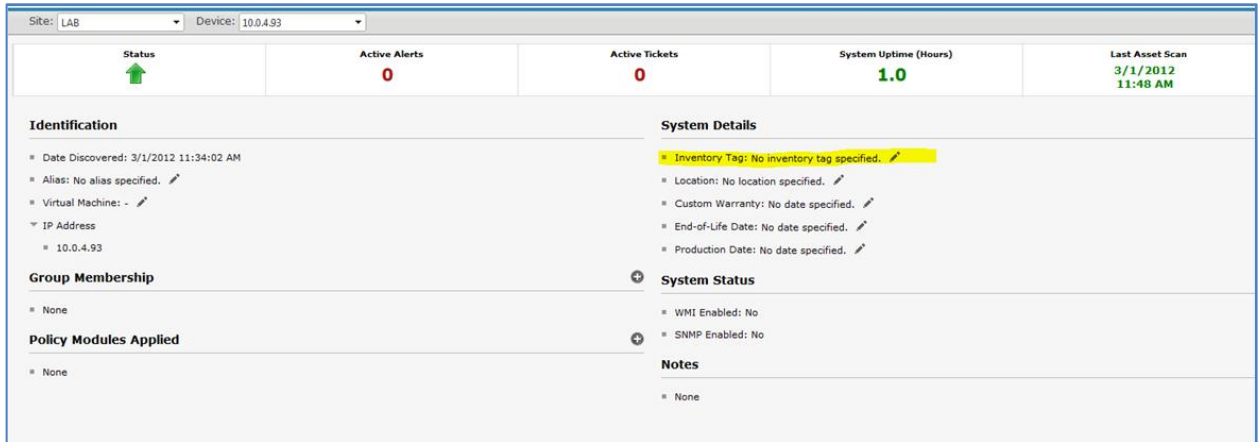 Site: LAB Device: 10.0.4.93
Status Active Alerts Active Tickets System Uptime (Hours) Last Asset Scan
0 0 1.0 3/1/2012
11:48 AM
Identification
Date Discovered: 3/1/2012 11:34:02 AM
Alias: No alias specified.
Virtual Machine: -
IP Address
10.0.4.93
Group Membership
None
Policy Modules Applied
None
System Details
Inventory Tag: No inventory tag specified.
Location: No location specified.
Custom Warranty: No date specified.
End-of-Life Date: No date specified.
Production Date: No date specified.
System Status
WMI Enabled: No
SNMP Enabled: No
Notes
None